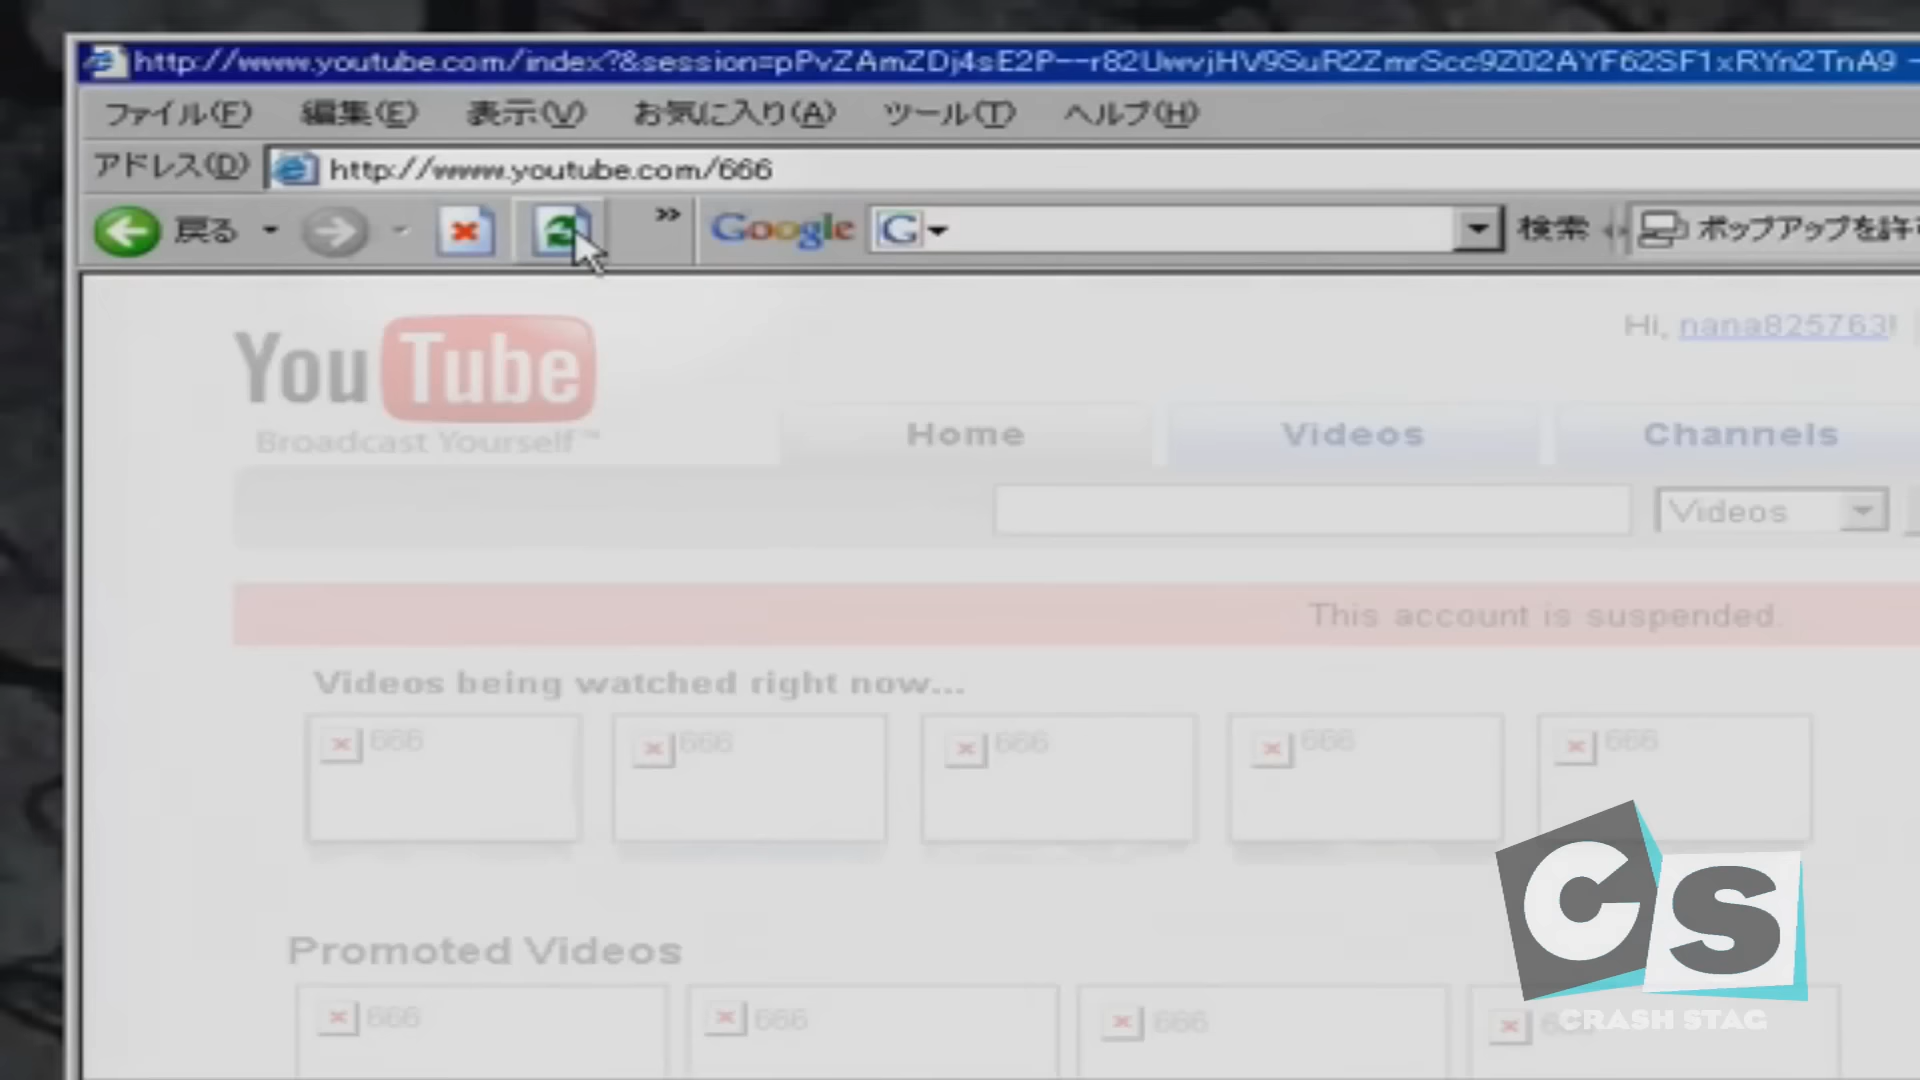 http://www.youtube.com/index?&session=pPvZAmZDj4sE2P--r82UwvjHV9SuR2ZmrScc9Z02AYF62SF1xRYn2TnA9 -
ファイル(F) 編集(E) 表示(V) お気に入り(A) ツール(T) ヘルプ(H)
アドレス(D) http://www.youtube.com/666
戻る » Google G 検索 ポップアップを許
YouTube
Broadcast Yourself™
Hi, nana825763!
Home Videos Channels
Videos
This account is suspended.
Videos being watched right now...
666 666 666 666 666
Promoted Videos
666 666 666
CS
CRASH STAG